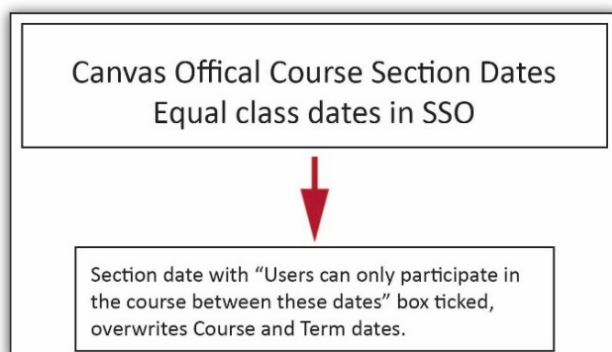 Canvas Offical Course Section Dates
Equal class dates in SSO
Section date with “Users can only participate in
the course between these dates” box ticked,
overwrites Course and Term dates.